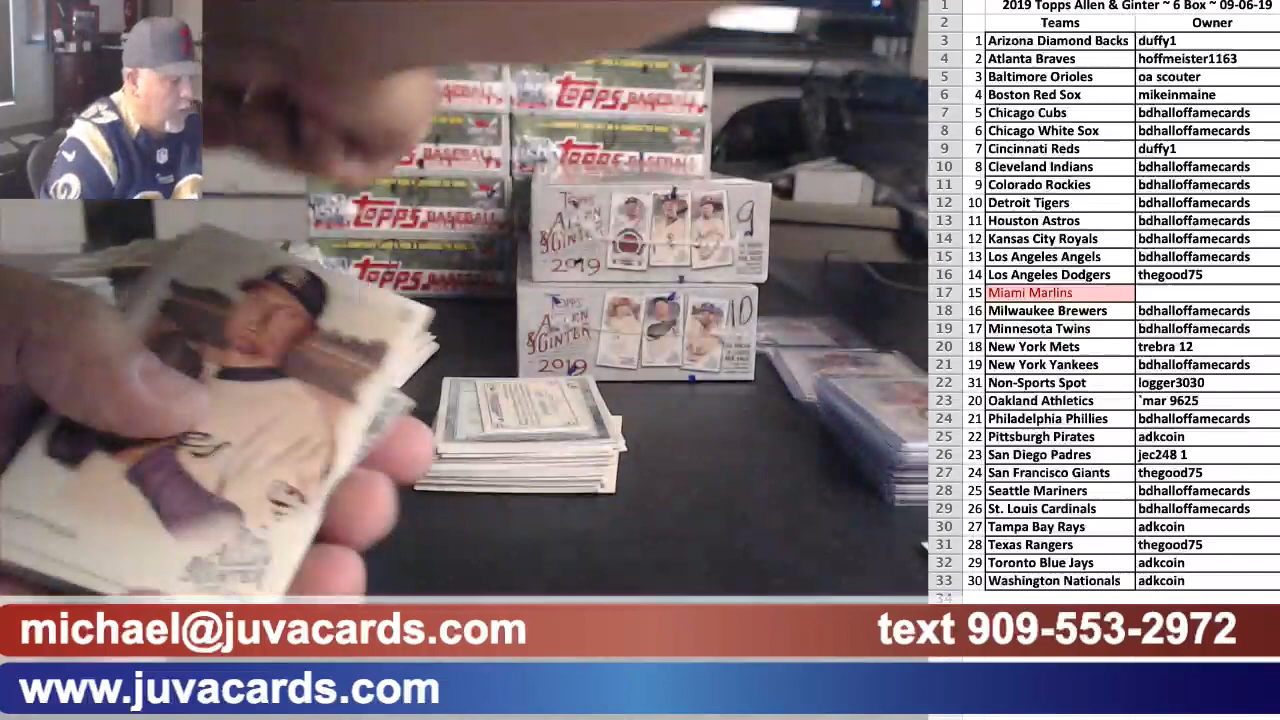 1 2019 Topps Allen & Ginter ~ 6 Box ~ 09-06-19
2 Teams Owner
3 1 Arizona Diamond Backs duffy1
4 2 Atlanta Braves hoffmeister1163
5 3 Baltimore Orioles oa scouter
6 4 Boston Red Sox mikeinmaine
7 5 Chicago Cubs bdhalloffamecards
8 6 Chicago White Sox bdhalloffamecards
9 7 Cincinnati Reds duffy1
10 8 Cleveland Indians bdhalloffamecards
11 9 Colorado Rockies bdhalloffamecards
12 10 Detroit Tigers bdhalloffamecards
13 11 Houston Astros bdhalloffamecards
14 12 Kansas City Royals bdhalloffamecards
15 13 Los Angeles Angels bdhalloffamecards
16 14 Los Angeles Dodgers thegood75
17 15 Miami Marlins
18 16 Milwaukee Brewers bdhalloffamecards
19 17 Minnesota Twins bdhalloffamecards
20 18 New York Mets trebra 12
21 19 New York Yankees bdhalloffamecards
22 31 Non-Sports Spot logger3030
23 20 Oakland Athletics `mar 9625
24 21 Philadelphia Phillies bdhalloffamecards
25 22 Pittsburgh Pirates adkcoin
26 23 San Diego Padres jec248 1
27 24 San Francisco Giants thegood75
28 25 Seattle Mariners bdhalloffamecards
29 26 St. Louis Cardinals bdhalloffamecards
30 27 Tampa Bay Rays adkcoin
31 28 Texas Rangers thegood75
32 29 Toronto Blue Jays adkcoin
33 30 Washington Nationals adkcoin
34
TOPPS BASEBALL
TOPPS
TOPPS BASEBALL
TOPPS BASEBALL
TOPPS
ALLEN
& GINTER
2019
9
TOPPS
ALLEN
& GINTER
2019
10
michael@juvacards.com text 909-553-2972
www.juvacards.com